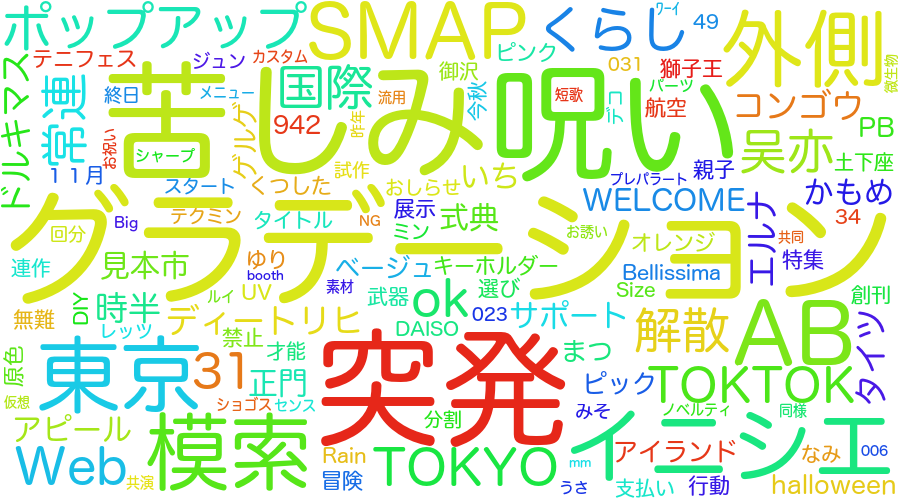 ポップアップ
SMAP
くらし
ﾜｰｲ
49
外側
微生物
テニフェス
ジュン
カスタム
ピンク
031
獅子王
ドルキマス
常連
終日
メニュー
国際
御沢
今秋
短歌
デコ
パーツ
航空
コンゴウ
苦しみ
呪い
942
流用
昨年
ゲルゲ
お祝い
シャープ
PB
呉亦
土下座
11月
スタート
くつした
試作
おしらせ
いち
プレパラート
親子
WELCOME
かもめ
Big
テクミン
タイトル
NG
展示
ミン
式典
34
グラデーション
回分
連作
見本市
ゆり
booth
素材
ベージュ
キーホルダー
お誘い
オレンジ
共同
エルナ
特集
Bellissima
DIY
時半
ルイ
UV
武器
ok
選び
Size
創刊
無難
レッツ
ディートリヒ
DAISO
023
サポート
解散
AB
タイツ
原色
東京
31
禁止
才能
突発
まつ
正門
ピック
TOKTOK
仮想
ショゴス
センス
分割
みそ
ノベルティ
同様
アピール
模索
イニシエ
Web
共演
Rain
冒険
TOKYO
mm
うさ
アイランド
支払い
行動
なみ
006
halloween